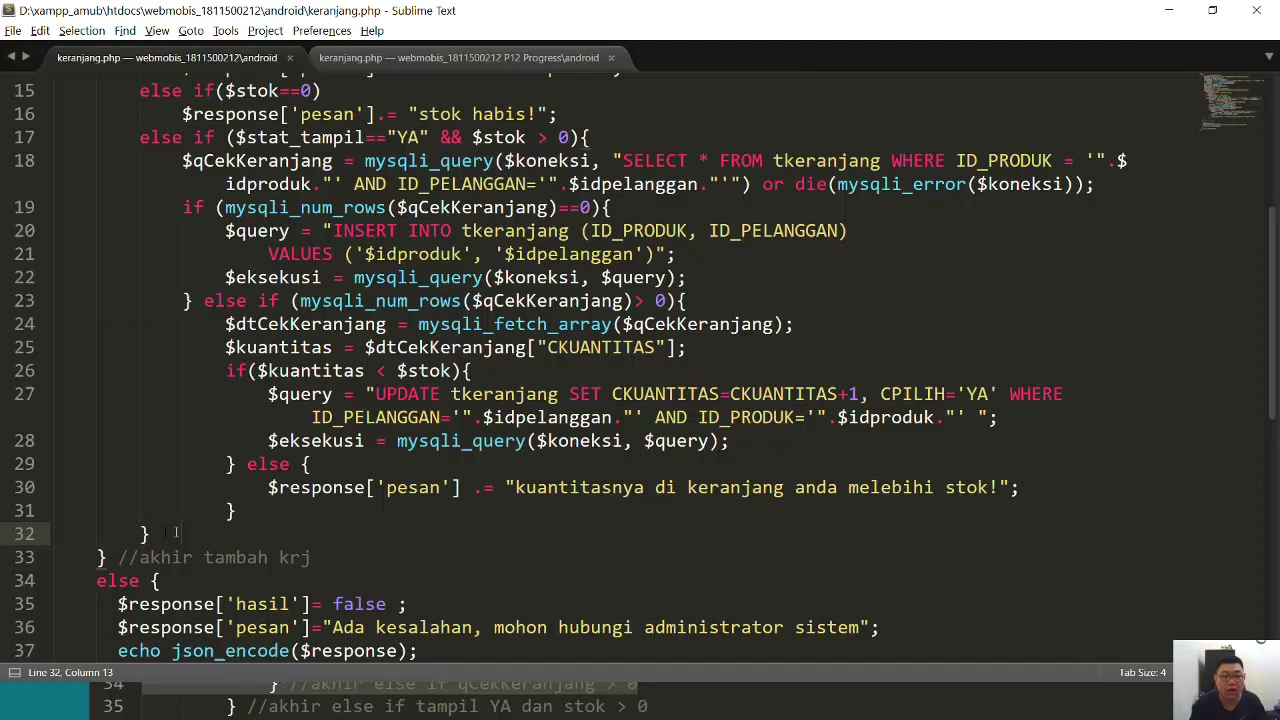 D:\xampp_amub\htdocs\webmobis_1811500212\android\keranjang.php - Sublime Text
File Edit Selection Find View Goto Tools Project Preferences Help
keranjang.php — webmobis_1811500212\android × keranjang.php — webmobis_1811500212 P12 Progress\android ×
15 else if($stok==0)
16 $response['pesan'].= "stok habis!";
17 else if ($stat_tampil=="YA" && $stok > 0){
18 $qCekKeranjang = mysqli_query($koneksi, "SELECT * FROM tkeranjang WHERE ID_PRODUK = '".$
idproduk."' AND ID_PELANGGAN='".$idpelanggan."'") or die(mysqli_error($koneksi));
19 if (mysqli_num_rows($qCekKeranjang)==0){
20 $query = "INSERT INTO tkeranjang (ID_PRODUK, ID_PELANGGAN)
21 VALUES ('$idproduk', '$idpelanggan')";
22 $eksekusi = mysqli_query($koneksi, $query);
23 } else if (mysqli_num_rows($qCekKeranjang)> 0){
24 $dtCekKeranjang = mysqli_fetch_array($qCekKeranjang);
25 $kuantitas = $dtCekKeranjang["CKUANTITAS"];
26 if($kuantitas < $stok){
27 $query = "UPDATE tkeranjang SET CKUANTITAS=CKUANTITAS+1, CPILIH='YA' WHERE
ID_PELANGGAN='".$idpelanggan."' AND ID_PRODUK='".$idproduk."' ";
28 $eksekusi = mysqli_query($koneksi, $query);
29 } else {
30 $response['pesan'] .= "kuantitasnya di keranjang anda melebihi stok!";
31 }
32 }
33 } //akhir tambah krj
34 else {
35 $response['hasil']= false ;
36 $response['pesan']="Ada kesalahan, mohon hubungi administrator sistem";
37 echo json_encode($response);
Line 32, Column 13 Tab Size: 4
34 } //akhir else if qCekKeranjang > 0
35 } //akhir else if tampil YA dan stok > 0